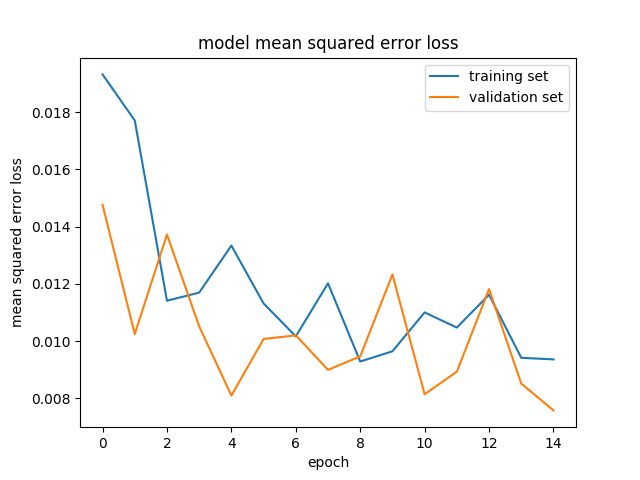 model mean squared error loss
training set
validation set
0.018
0.016
0.014
0.012
0.010
0.008
mean squared error loss
0 2 4 6 8 10 12 14
epoch